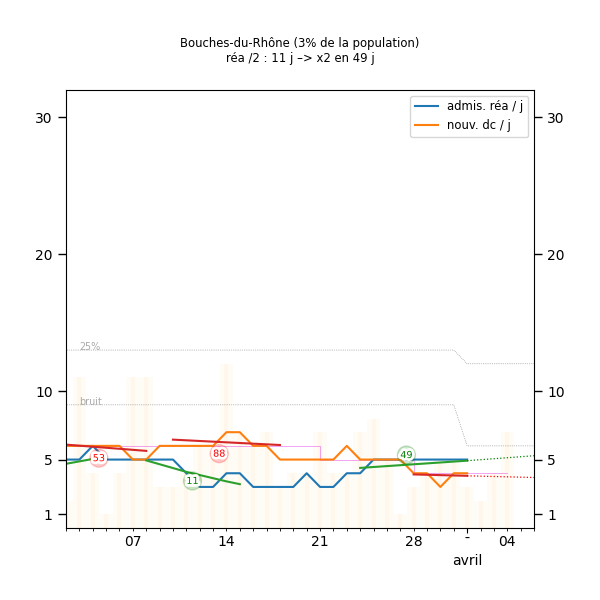 Bouches-du-Rhône (3% de la population)
réa /2 : 11 j –> x2 en 49 j
admis. réa / j
nouv. dc / j
30 30
20 20
25%
10 10
bruit
53 11 88 49
5 5
1 1
07 14 21 28 - 04
avril